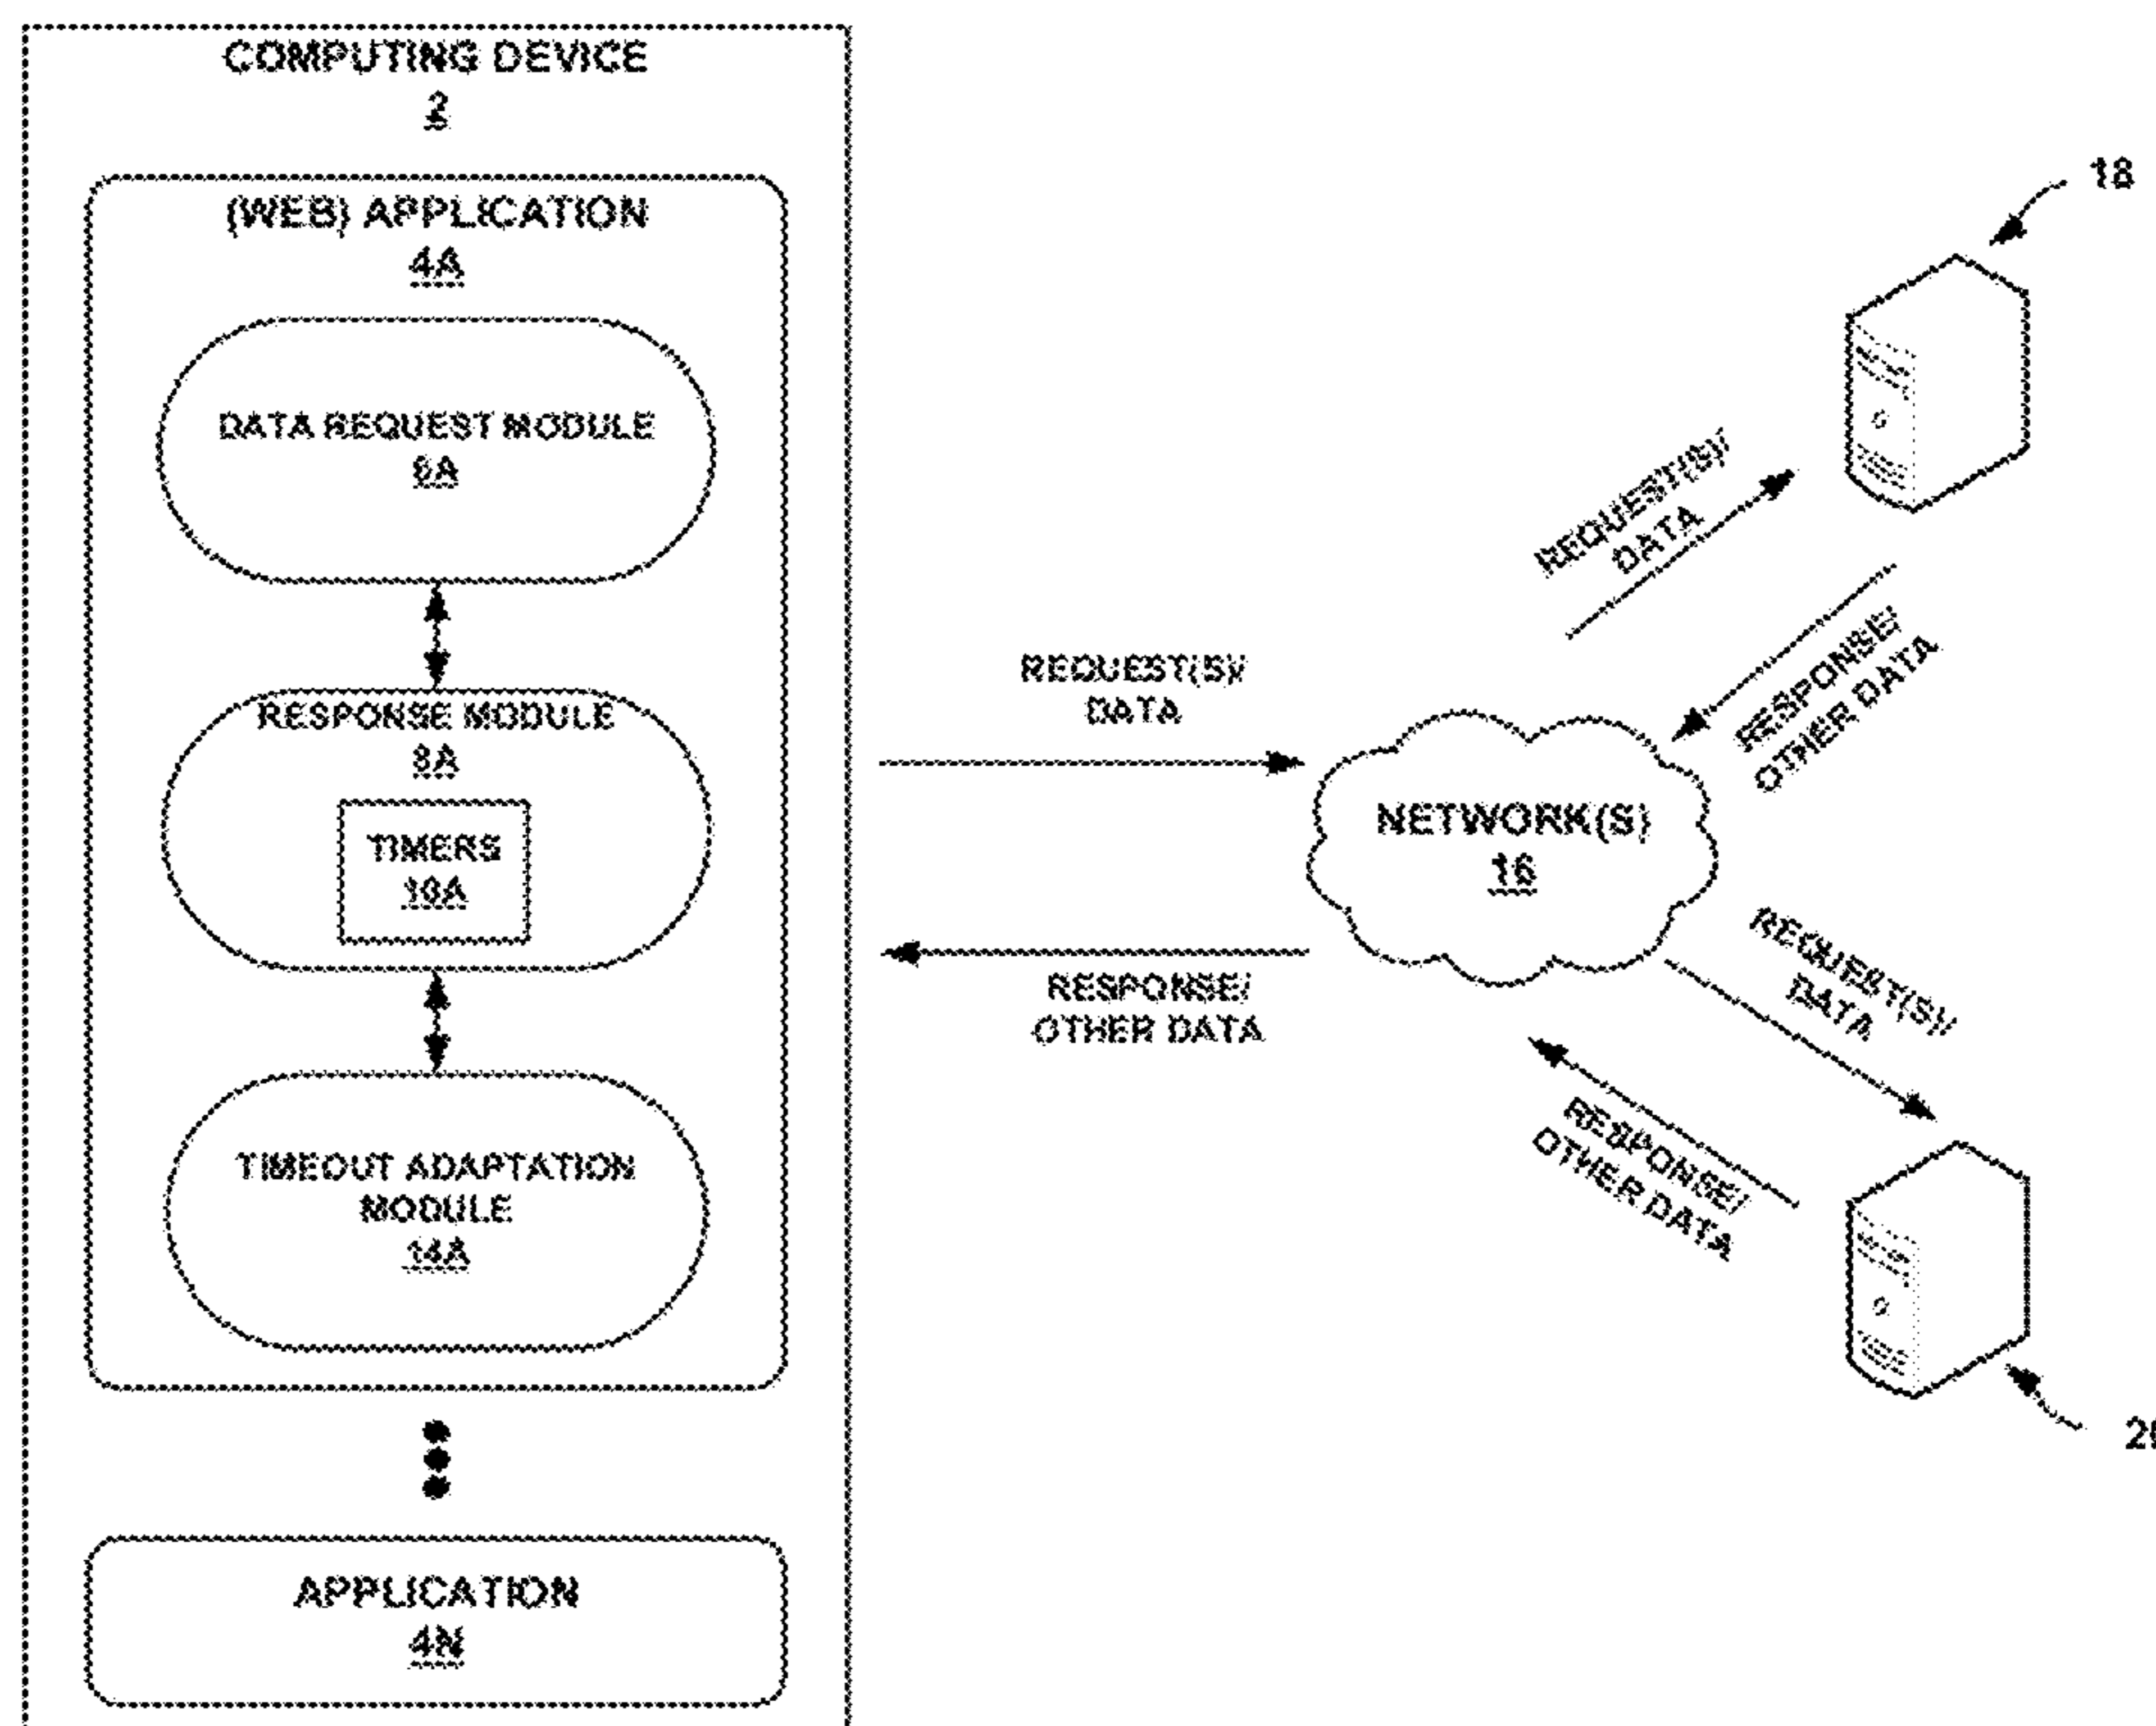 COMPUTING DEVICE
2
(WEB) APPLICATION
4A
DATA REQUEST MODULE
6A
RESPONSE MODULE
8A
TIMERS
10A
TIMEOUT ADAPTATION
MODULE
14A
APPLICATION
4N
REQUEST(S)/
DATA
RESPONSE/
OTHER DATA
NETWORK(S)
16
REQUEST(S)/
DATA
RESPONSE/
OTHER DATA
18
REQUEST(S)/
DATA
RESPONSE/
OTHER DATA